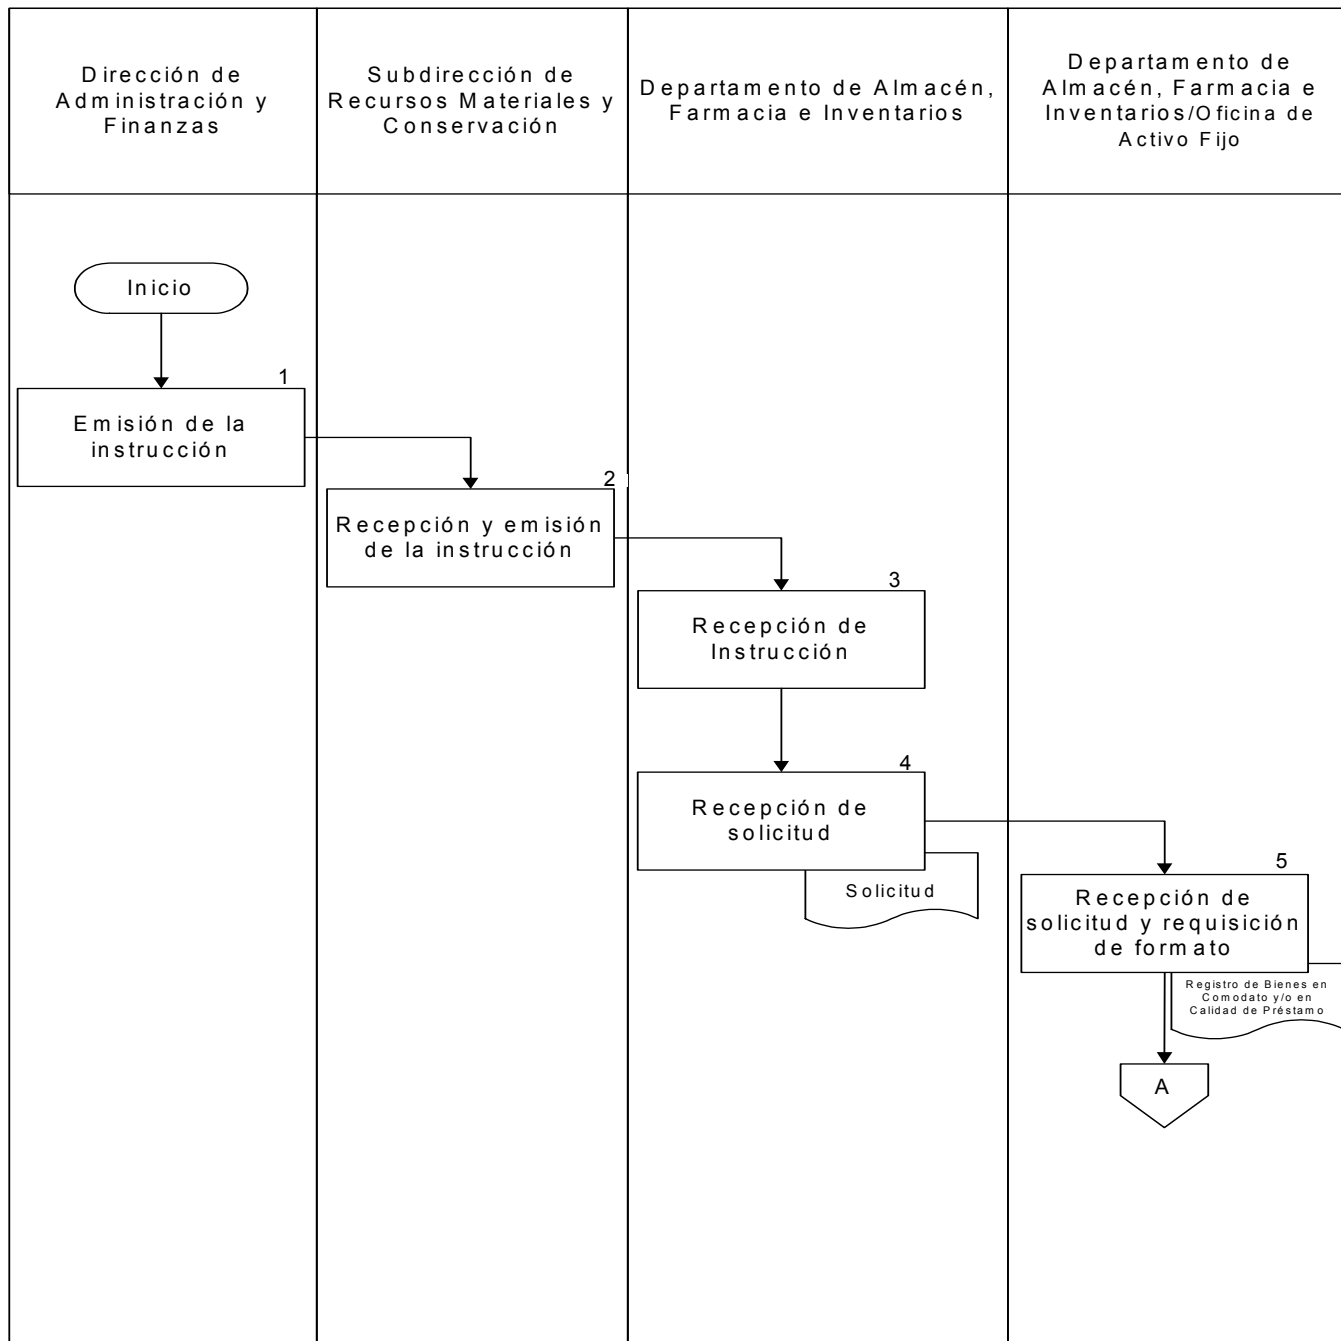 Dirección de
Administración y
Finanzas
Subdirección de
Recursos Materiales y
Conservación
Departamento de Almacén,
Farmacia e Inventarios
Departamento de
Almacén, Farmacia e
Inventarios/Oficina de
Activo Fijo
Inicio
1
Emisión de la
instrucción
2
Recepción y emisión
de la instrucción
3
Recepción de
Instrucción
4
Recepción de
solicitud
Solicitud
5
Recepción de
solicitud y requisición
de formato
Registro de Bienes en
Comodato y/o en
Calidad de Préstamo
A